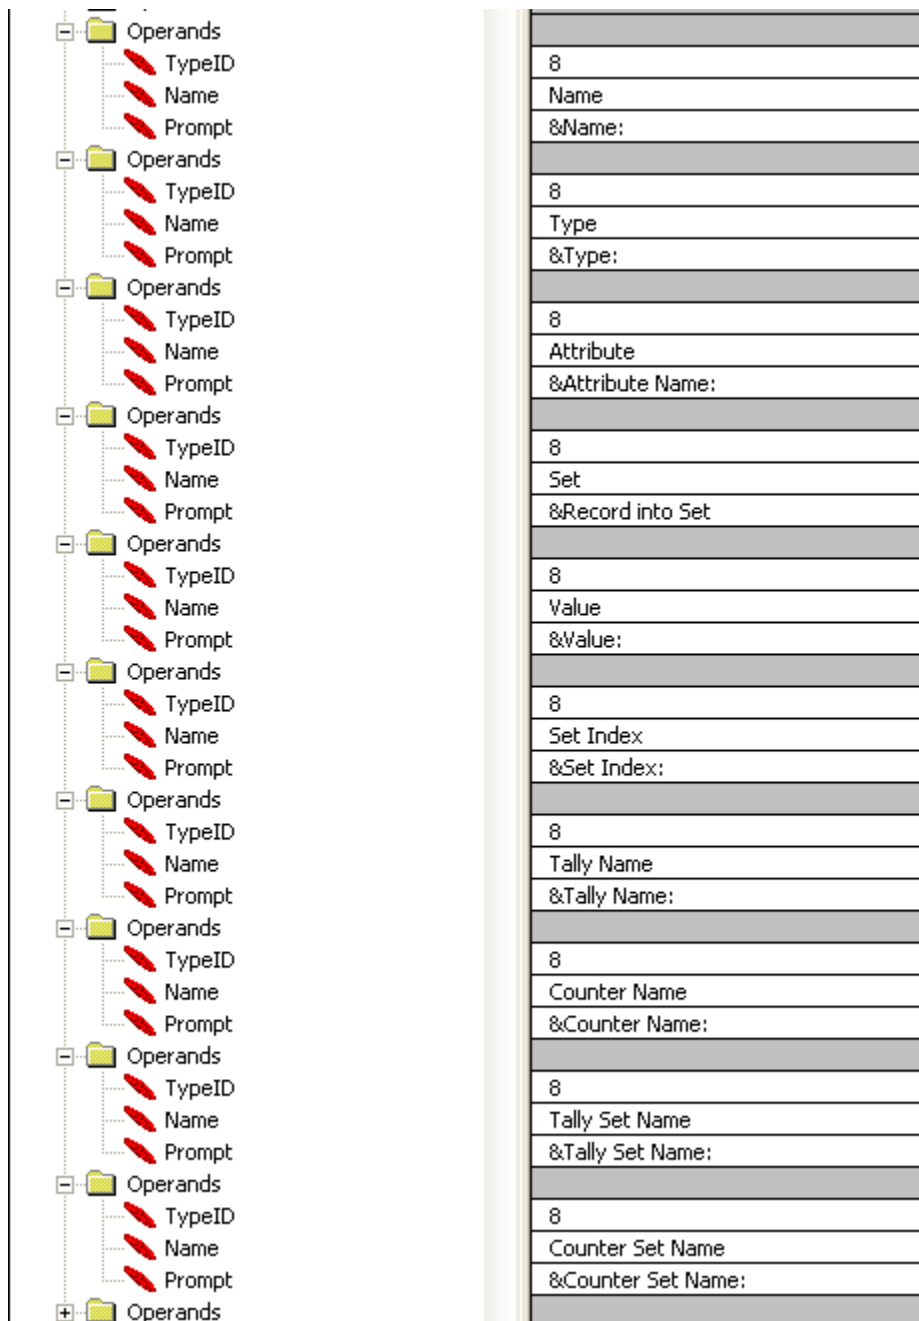 Operands
TypeID 8
Name Name
Prompt &Name:
Operands
TypeID 8
Name Type
Prompt &Type:
Operands
TypeID 8
Name Attribute
Prompt &Attribute Name:
Operands
TypeID 8
Name Set
Prompt &Record into Set
Operands
TypeID 8
Name Value
Prompt &Value:
Operands
TypeID 8
Name Set Index
Prompt &Set Index:
Operands
TypeID 8
Name Tally Name
Prompt &Tally Name:
Operands
TypeID 8
Name Counter Name
Prompt &Counter Name:
Operands
TypeID 8
Name Tally Set Name
Prompt &Tally Set Name:
Operands
TypeID 8
Name Counter Set Name
Prompt &Counter Set Name:
Operands